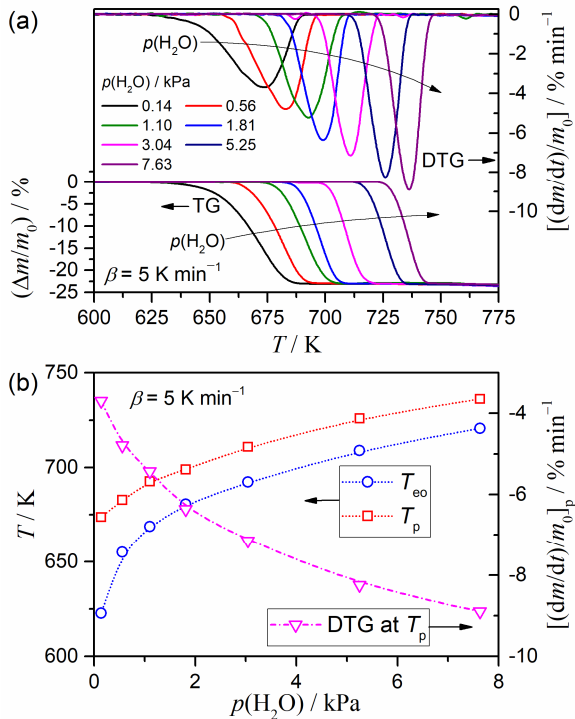 (a)
p(H₂O)
p(H₂O) / kPa
0.14 0.56
1.10 1.81
3.04 5.25
7.63
DTG
0
-2
-4
-6
-8
-10
[(dm/dt)/m₀] / % min⁻¹
(Δm/m₀) / %
0
-5
-10
-15
-20
-25
TG
p(H₂O)
β = 5 K min⁻¹
600 625 650 675 700 725 750 775
T / K
(b)
β = 5 K min⁻¹
750
700
650
600
T / K
Tₑₒ
Tₚ
DTG at Tₚ
-4
-6
-8
-10
[(dm/dt)/m₀]ₚ / % min⁻¹
0 2 4 6 8
p(H₂O) / kPa